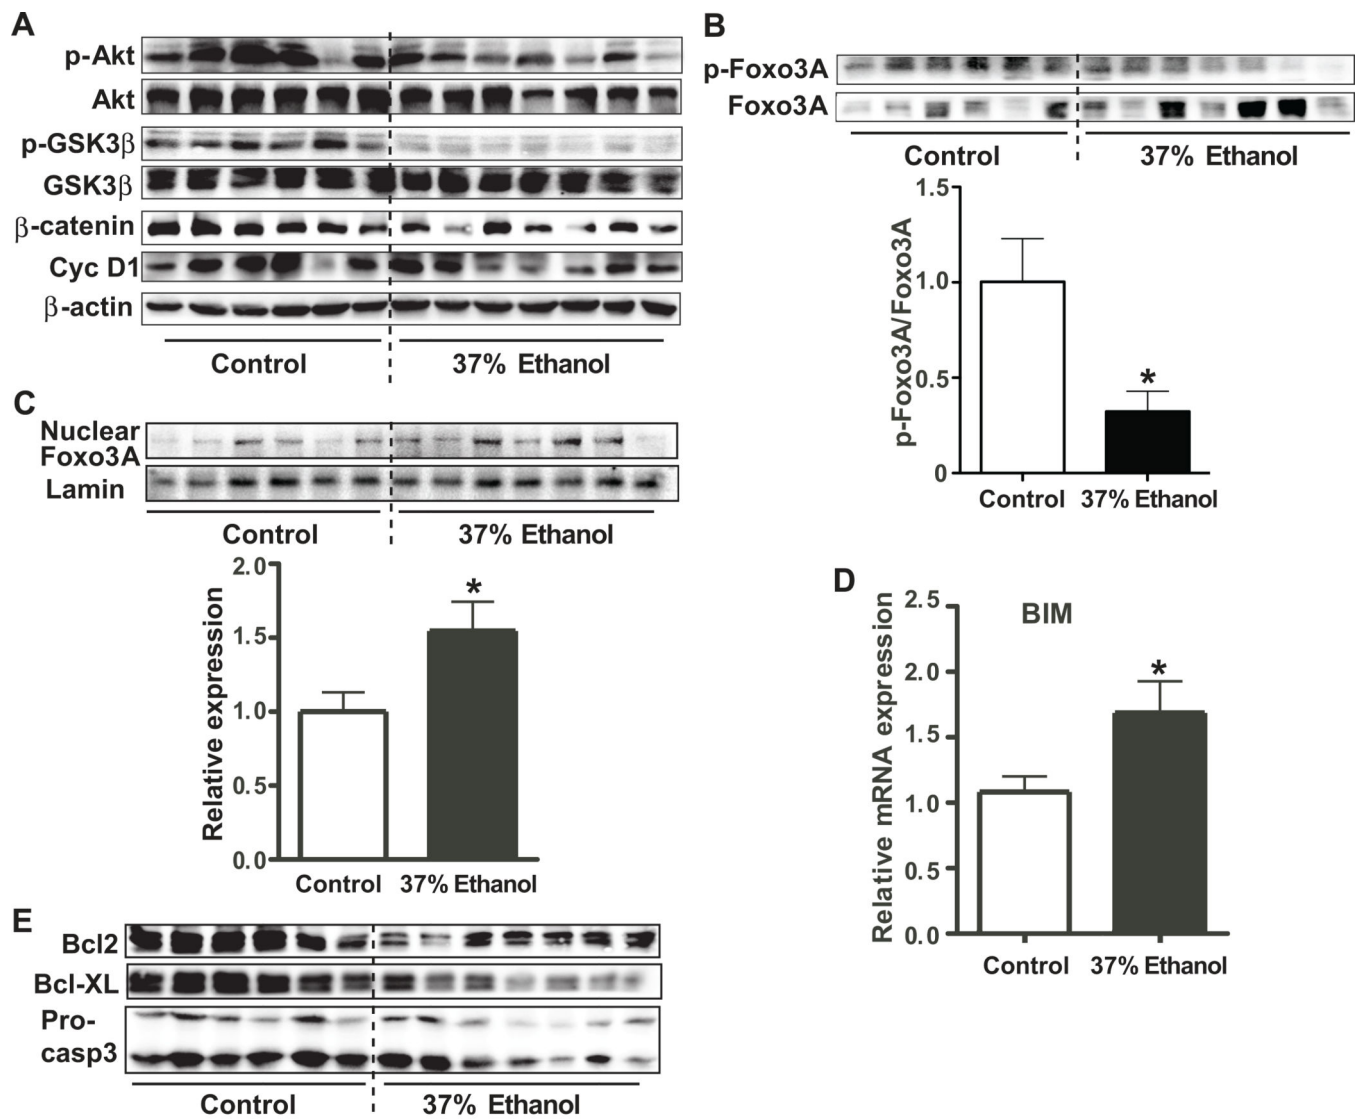 A
p-Akt
Akt
p-GSK3β
GSK3β
β-catenin
Cyc D1
β-actin
Control
37% Ethanol
B
p-Foxo3A
Foxo3A
Control
37% Ethanol
p-Foxo3A/Foxo3A
1.5
1.0
0.5
0
*
Control
37% Ethanol
C
Nuclear
Foxo3A
Lamin
Control
37% Ethanol
Relative expression
2.0
1.5
1.0
0.5
0.0
*
Control
37% Ethanol
D
BIM
Relative mRNA expression
2.5
2.0
1.5
1.0
0.5
0.0
*
Control
37% Ethanol
E
Bcl2
Bcl-XL
Pro-
casp3
Control
37% Ethanol